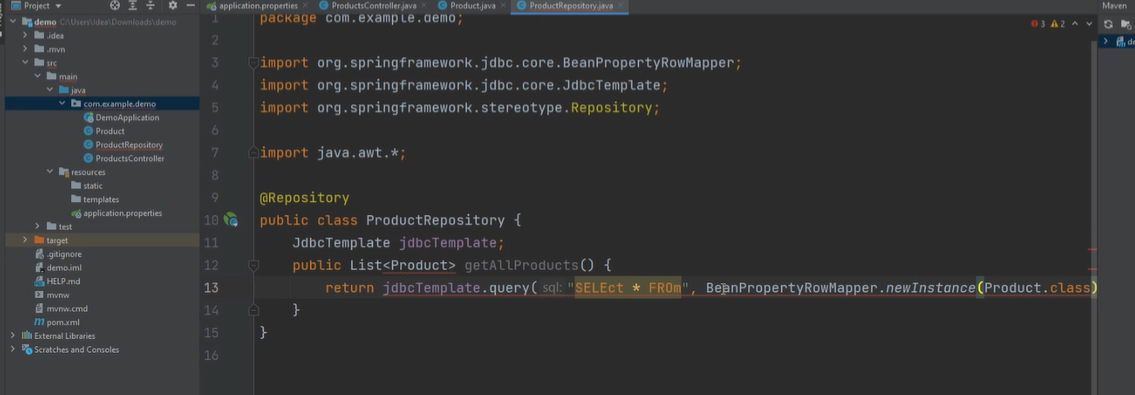 Project
application.properties
ProductsController.java
Product.java
ProductRepository.java
Maven
demo C:\Users\idea\Downloads\demo
.idea
.mvn
src
main
java
com.example.demo
DemoApplication
Product
ProductRepository
ProductsController
resources
static
templates
application.properties
test
target
.gitignore
demo.iml
HELP.md
mvnw
mvnw.cmd
pom.xml
External Libraries
Scratches and Consoles
1 package com.example.demo;
3 2
2
3 import org.springframework.jdbc.core.BeanPropertyRowMapper;
4 import org.springframework.jdbc.core.JdbcTemplate;
5 import org.springframework.stereotype.Repository;
6
7 import java.awt.*;
8
9 @Repository
10 public class ProductRepository {
11 JdbcTemplate jdbcTemplate;
12 public List<Product> getAllProducts() {
13 return jdbcTemplate.query( sql: "SELEct * FROm", BeanPropertyRowMapper.newInstance(Product.class)
14 }
15 }
16
de